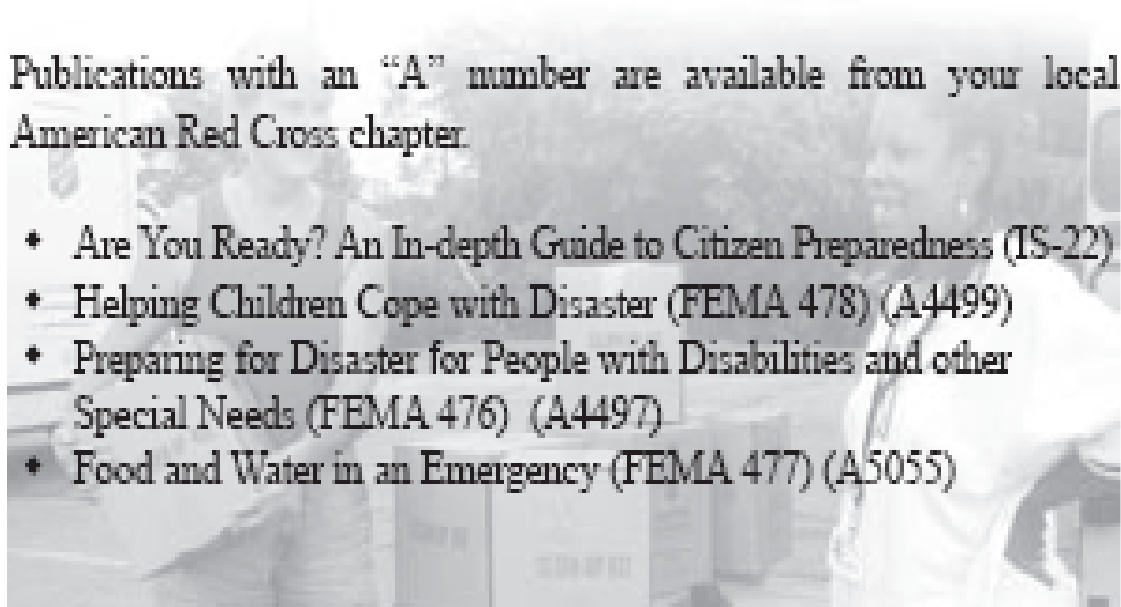 Publications with an “A” number are available from your local
American Red Cross chapter.
• Are You Ready? An In-depth Guide to Citizen Preparedness (IS-22)
• Helping Children Cope with Disaster (FEMA 478) (A4499)
• Preparing for Disaster for People with Disabilities and other
Special Needs (FEMA 476) (A4497)
• Food and Water in an Emergency (FEMA 477) (A5055)